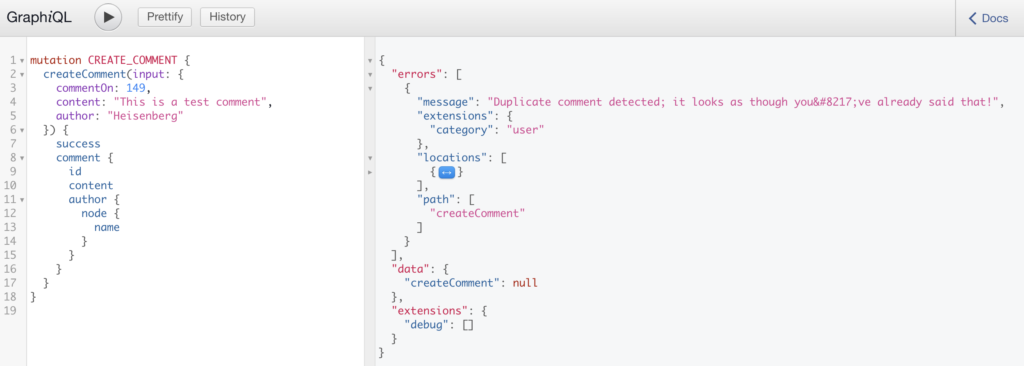 GraphiQL
Prettify
History
Docs
1 mutation CREATE_COMMENT {
2 createComment(input: {
3 commentOn: 149,
4 content: "This is a test comment",
5 author: "Heisenberg"
6 }) {
7 success
8 comment {
9 id
10 content
11 author {
12 node {
13 name
14 }
15 }
16 }
17 }
18 }
19
{
"errors": [
{
"message": "Duplicate comment detected; it looks as though you&#8217;ve already said that!",
"extensions": {
"category": "user"
},
"locations": [
{↔}
],
"path": [
"createComment"
]
}
],
"data": {
"createComment": null
},
"extensions": {
"debug": []
}
}